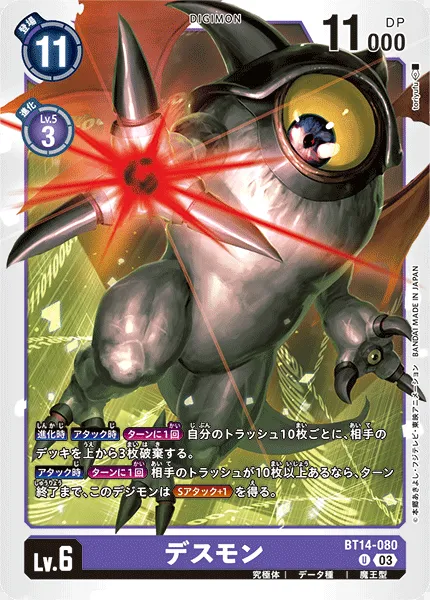 登場
11
DIGIMON
11000
DP
進化
Lv.5
3
toriyufu
©本郷あきよし・フジテレビ・東映アニメーション BANDAI MADE IN JAPAN
進化時 アタック時 ターンに1回 自分のトラッシュ10枚ごとに、相手の
デッキを上から3枚破棄する。
アタック時 ターンに1回 相手のトラッシュが10枚以上あるなら、ターン
終了まで、このデジモンは Sアタック+1 を得る。
Lv.6
デスモン
BT14-080
U 03
究極体 | データ種 | 魔王型